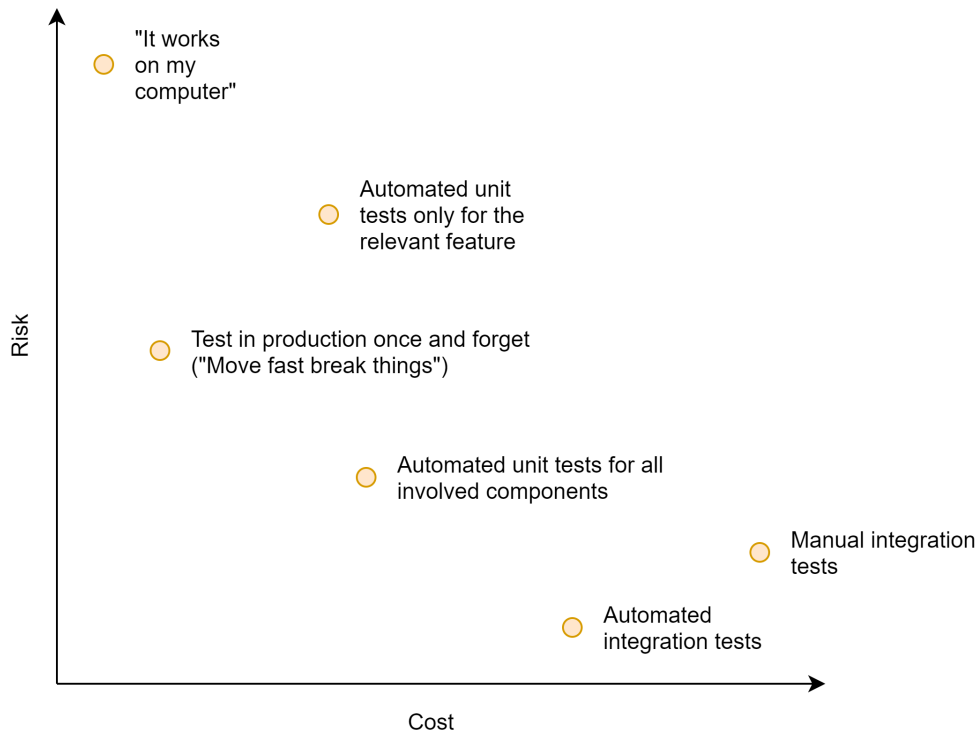 "It works
on my
computer"
Automated unit
tests only for the
relevant feature
Risk
Test in production once and forget
("Move fast break things")
Automated unit tests for all
involved components
Manual integration
tests
Automated
integration tests
Cost